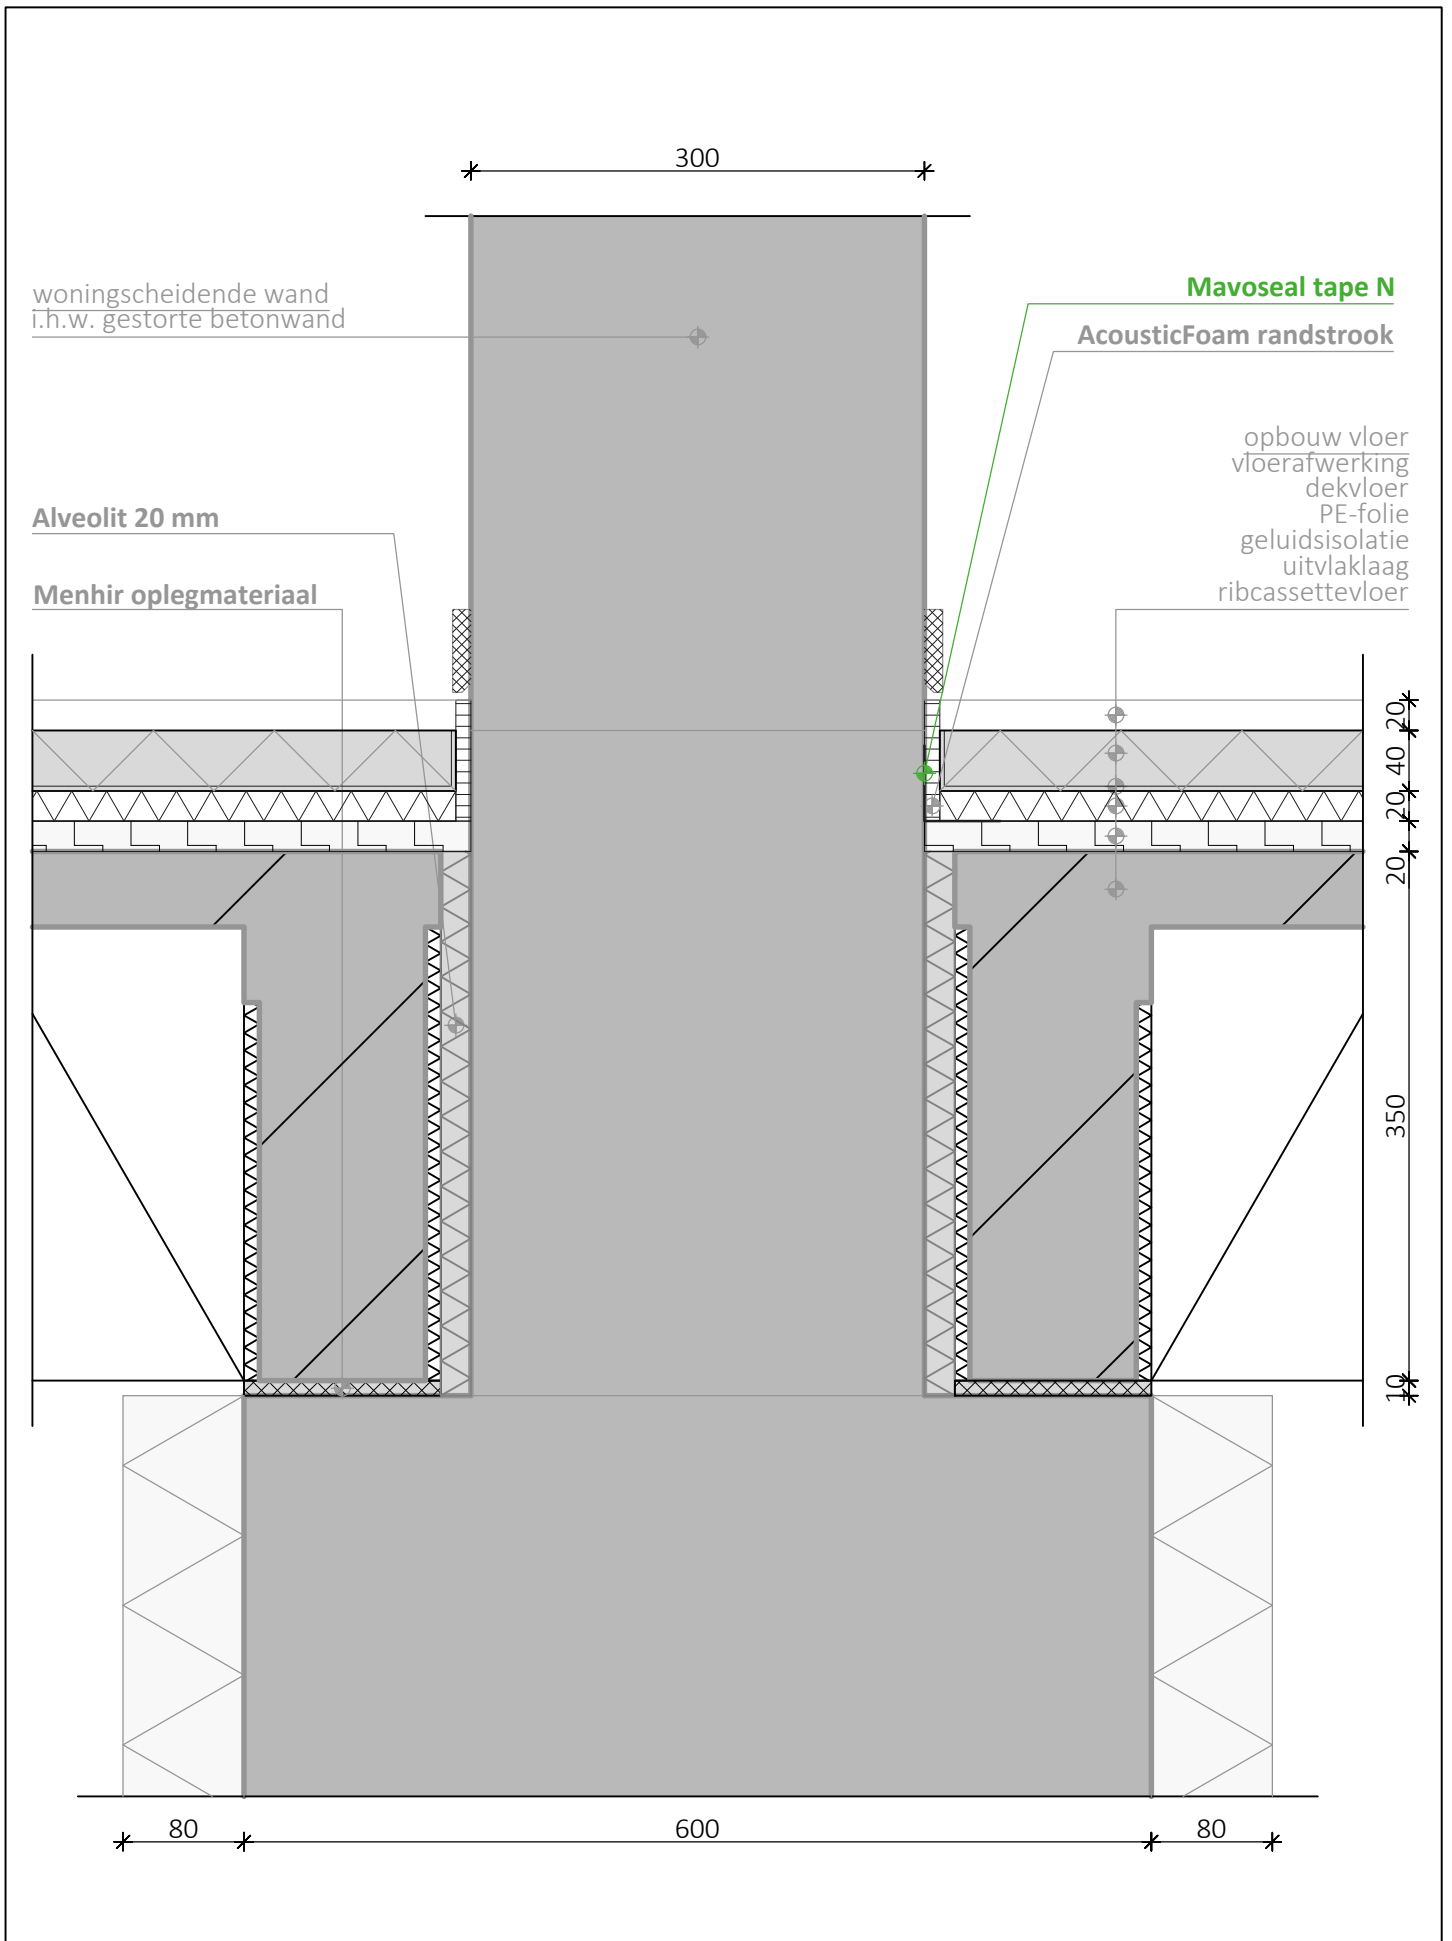 300
woningscheidende wand
i.h.w. gestorte betonwand
Mavoseal tape N
AcousticFoam randstrook
opbouw vloer
vloerafwerking
dekvloer
PE-folie
geluidsisolatie
uitvlaklaag
ribcassettevloer
Alveolit 20 mm
Menhir oplegmateriaal
20
40
20
20
350
10
80
600
80